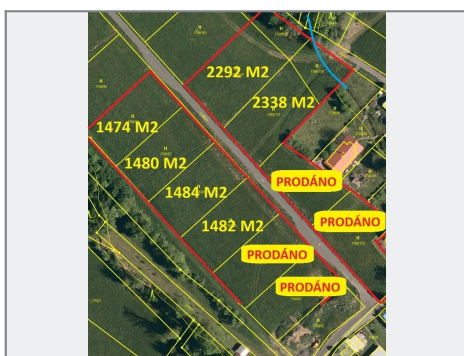 2292 M2
2338 M2
1474 M2
1480 M2
1484 M2
1482 M2
PRODÁNO
PRODÁNO
PRODÁNO
PRODÁNO